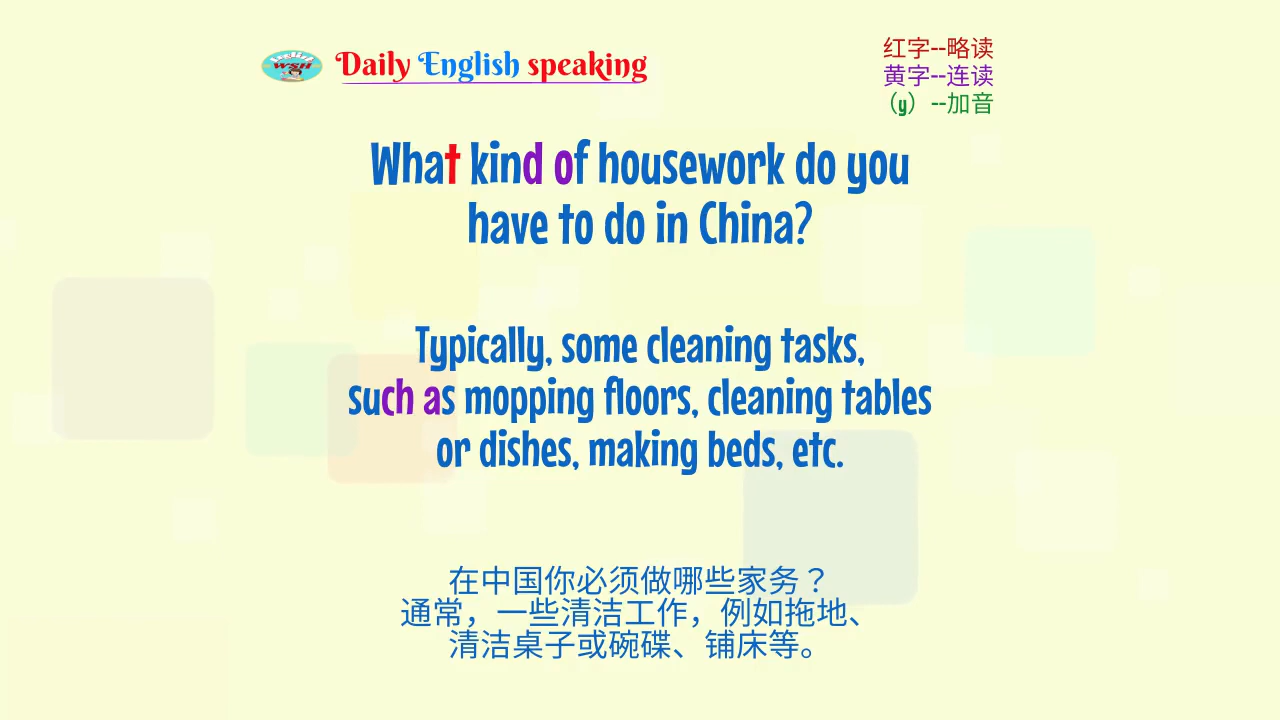 WSH
Daily English speaking
红字--略读
黄字--连读
（y）--加音
What kind of housework do you
have to do in China?
Typically, some cleaning tasks,
such as mopping floors, cleaning tables
or dishes, making beds, etc.
在中国你必须做哪些家务？
通常，一些清洁工作，例如拖地、
清洁桌子或碗碟、铺床等。